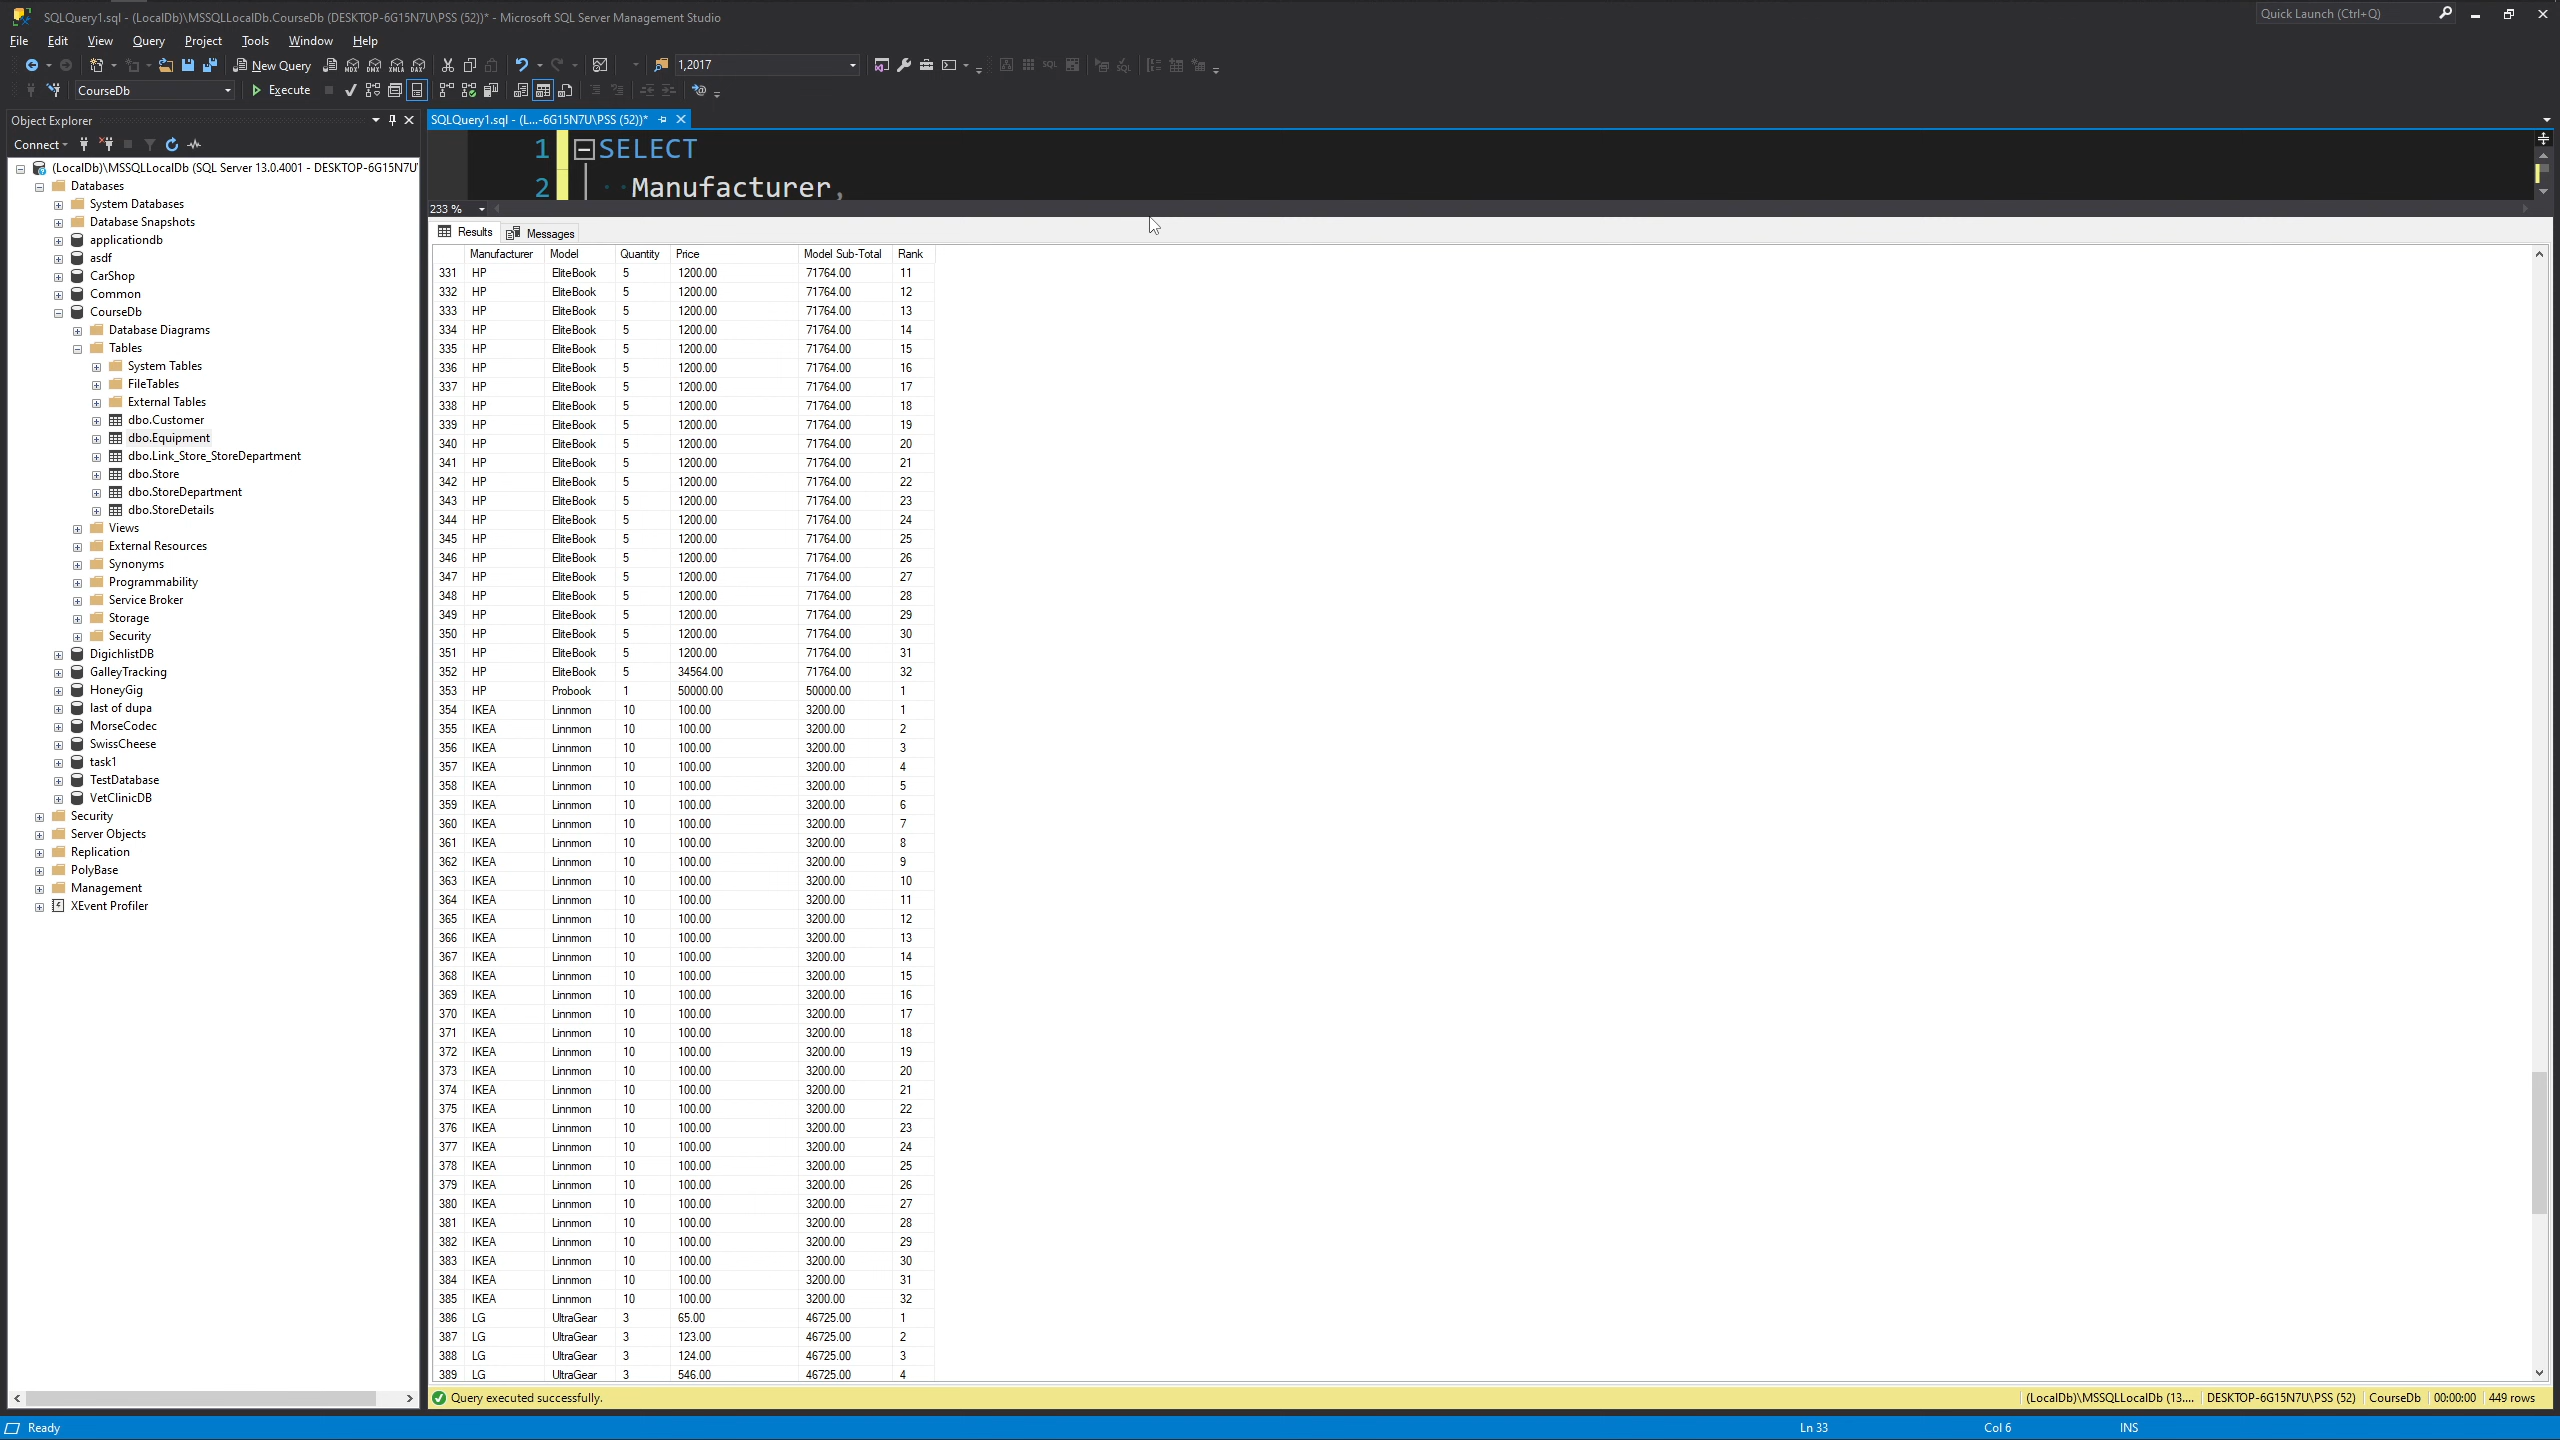 SQLQuery1.sql - (LocalDb)\MSSQLLocalDb.CourseDb (DESKTOP-6G15N7U\PSS (52))* - Microsoft SQL Server Management Studio
Quick Launch (Ctrl+Q)
File Edit View Query Project Tools Window Help
New Query
1,2017
CourseDb
Execute
Object Explorer
Connect
(LocalDb)\MSSQLLocalDb (SQL Server 13.0.4001 - DESKTOP-6G15N7U
Databases
System Databases
Database Snapshots
applicationdb
asdf
CarShop
Common
CourseDb
Database Diagrams
Tables
System Tables
FileTables
External Tables
dbo.Customer
dbo.Equipment
dbo.Link_Store_StoreDepartment
dbo.Store
dbo.StoreDepartment
dbo.StoreDetails
Views
External Resources
Synonyms
Programmability
Service Broker
Storage
Security
DigichlistDB
GalleyTracking
HoneyGig
last of dupa
MorseCodec
SwissCheese
task1
TestDatabase
VetClinicDB
Security
Server Objects
Replication
PolyBase
Management
XEvent Profiler
SQLQuery1.sql - (L...-6G15N7U\PSS (52))*
1 SELECT
2 Manufacturer,
233 %
Results Messages
Manufacturer Model Quantity Price Model Sub-Total Rank
331 HP EliteBook 5 1200.00 71764.00 11
332 HP EliteBook 5 1200.00 71764.00 12
333 HP EliteBook 5 1200.00 71764.00 13
334 HP EliteBook 5 1200.00 71764.00 14
335 HP EliteBook 5 1200.00 71764.00 15
336 HP EliteBook 5 1200.00 71764.00 16
337 HP EliteBook 5 1200.00 71764.00 17
338 HP EliteBook 5 1200.00 71764.00 18
339 HP EliteBook 5 1200.00 71764.00 19
340 HP EliteBook 5 1200.00 71764.00 20
341 HP EliteBook 5 1200.00 71764.00 21
342 HP EliteBook 5 1200.00 71764.00 22
343 HP EliteBook 5 1200.00 71764.00 23
344 HP EliteBook 5 1200.00 71764.00 24
345 HP EliteBook 5 1200.00 71764.00 25
346 HP EliteBook 5 1200.00 71764.00 26
347 HP EliteBook 5 1200.00 71764.00 27
348 HP EliteBook 5 1200.00 71764.00 28
349 HP EliteBook 5 1200.00 71764.00 29
350 HP EliteBook 5 1200.00 71764.00 30
351 HP EliteBook 5 1200.00 71764.00 31
352 HP EliteBook 5 34564.00 71764.00 32
353 HP Probook 1 50000.00 50000.00 1
354 IKEA Linnmon 10 100.00 3200.00 1
355 IKEA Linnmon 10 100.00 3200.00 2
356 IKEA Linnmon 10 100.00 3200.00 3
357 IKEA Linnmon 10 100.00 3200.00 4
358 IKEA Linnmon 10 100.00 3200.00 5
359 IKEA Linnmon 10 100.00 3200.00 6
360 IKEA Linnmon 10 100.00 3200.00 7
361 IKEA Linnmon 10 100.00 3200.00 8
362 IKEA Linnmon 10 100.00 3200.00 9
363 IKEA Linnmon 10 100.00 3200.00 10
364 IKEA Linnmon 10 100.00 3200.00 11
365 IKEA Linnmon 10 100.00 3200.00 12
366 IKEA Linnmon 10 100.00 3200.00 13
367 IKEA Linnmon 10 100.00 3200.00 14
368 IKEA Linnmon 10 100.00 3200.00 15
369 IKEA Linnmon 10 100.00 3200.00 16
370 IKEA Linnmon 10 100.00 3200.00 17
371 IKEA Linnmon 10 100.00 3200.00 18
372 IKEA Linnmon 10 100.00 3200.00 19
373 IKEA Linnmon 10 100.00 3200.00 20
374 IKEA Linnmon 10 100.00 3200.00 21
375 IKEA Linnmon 10 100.00 3200.00 22
376 IKEA Linnmon 10 100.00 3200.00 23
377 IKEA Linnmon 10 100.00 3200.00 24
378 IKEA Linnmon 10 100.00 3200.00 25
379 IKEA Linnmon 10 100.00 3200.00 26
380 IKEA Linnmon 10 100.00 3200.00 27
381 IKEA Linnmon 10 100.00 3200.00 28
382 IKEA Linnmon 10 100.00 3200.00 29
383 IKEA Linnmon 10 100.00 3200.00 30
384 IKEA Linnmon 10 100.00 3200.00 31
385 IKEA Linnmon 10 100.00 3200.00 32
386 LG UltraGear 3 65.00 46725.00 1
387 LG UltraGear 3 123.00 46725.00 2
388 LG UltraGear 3 124.00 46725.00 3
389 LG UltraGear 3 546.00 46725.00 4
Query executed successfully.
(LocalDb)\MSSQLLocalDb (13.... DESKTOP-6G15N7U\PSS (52) CourseDb 00:00:00 449 rows
Ready
Ln 33 Col 6 INS